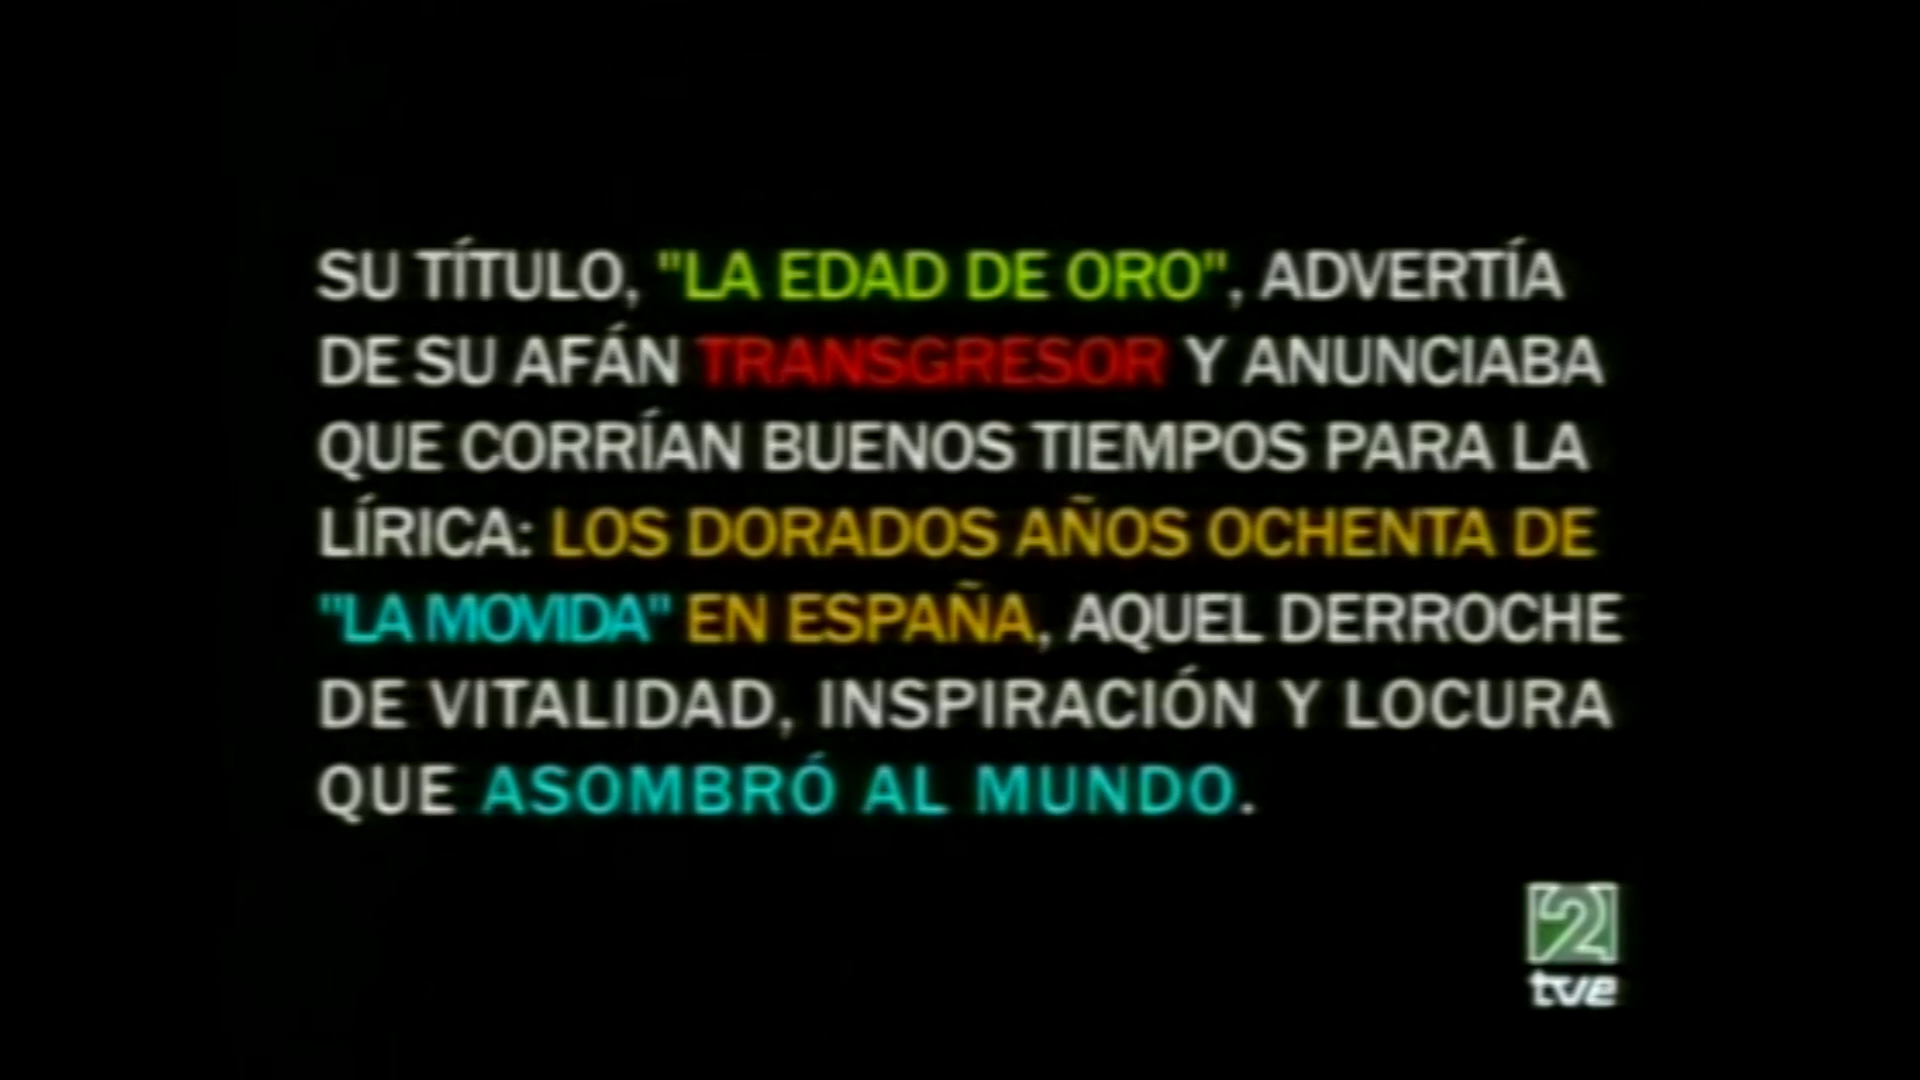 SU TÍTULO, "LA EDAD DE ORO", ADVERTÍA
DE SU AFÁN TRANSGRESOR Y ANUNCIABA
QUE CORRÍAN BUENOS TIEMPOS PARA LA
LÍRICA: LOS DORADOS AÑOS OCHENTA DE
"LA MOVIDA" EN ESPAÑA, AQUEL DERROCHE
DE VITALIDAD, INSPIRACIÓN Y LOCURA
QUE ASOMBRÓ AL MUNDO.
2
tve